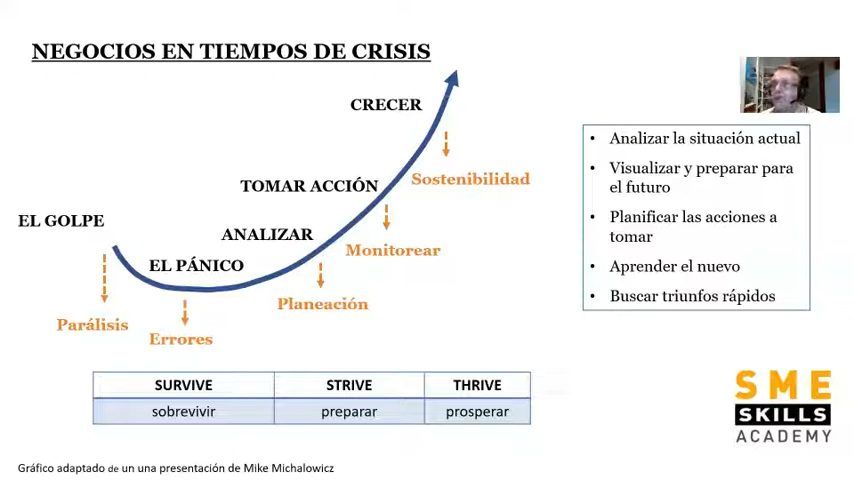 NEGOCIOS EN TIEMPOS DE CRISIS
CRECER
Sostenibilidad
TOMAR ACCIÓN
EL GOLPE
ANALIZAR
Monitorear
EL PÁNICO
Planeación
Parálisis
Errores
• Analizar la situación actual
• Visualizar y preparar para
el futuro
• Planificar las acciones a
tomar
• Aprender el nuevo
• Buscar triunfos rápidos
SURVIVE STRIVE THRIVE
sobrevivir preparar prosperar
SME
SKILLS
ACADEMY
Gráfico adaptado de un una presentación de Mike Michalowicz